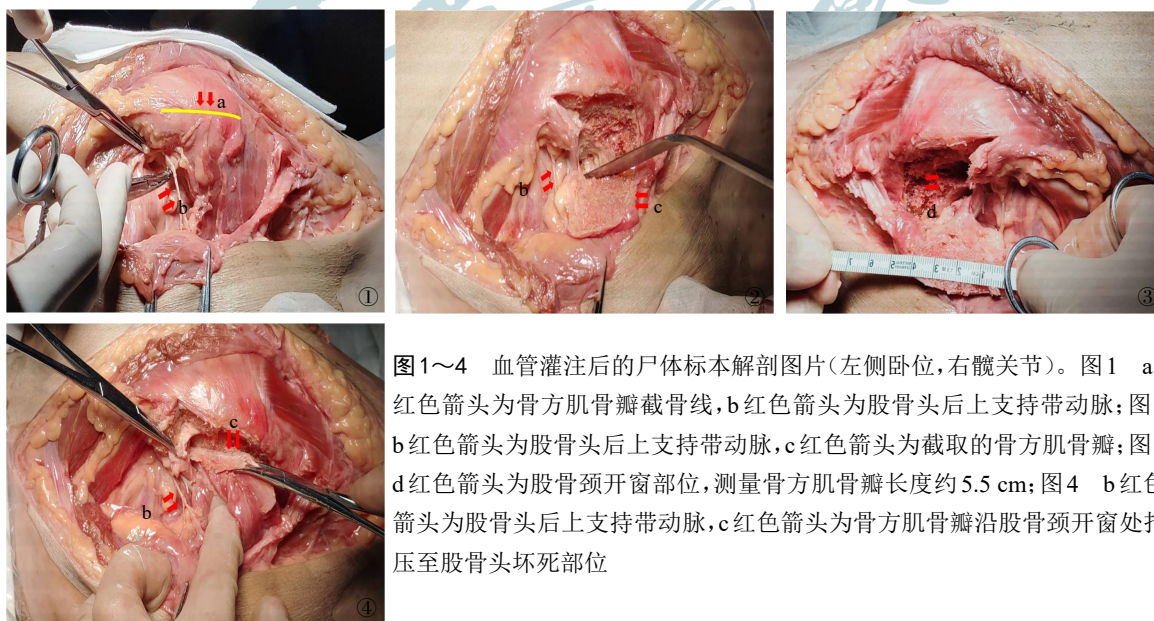 a
b
①
b
c
②
d
③
c
b
④
图1～4 血管灌注后的尸体标本解剖图片(左侧卧位,右髋关节)。图1 a
红色箭头为骨方肌骨瓣截骨线,b红色箭头为股骨头后上支持带动脉;图
b红色箭头为股骨头后上支持带动脉,c红色箭头为截取的骨方肌骨瓣;图
d红色箭头为股骨颈开窗部位,测量骨方肌骨瓣长度约5.5 cm;图4 b红色
箭头为股骨头后上支持带动脉,c红色箭头为骨方肌骨瓣沿股骨颈开窗处
压至股骨头坏死部位